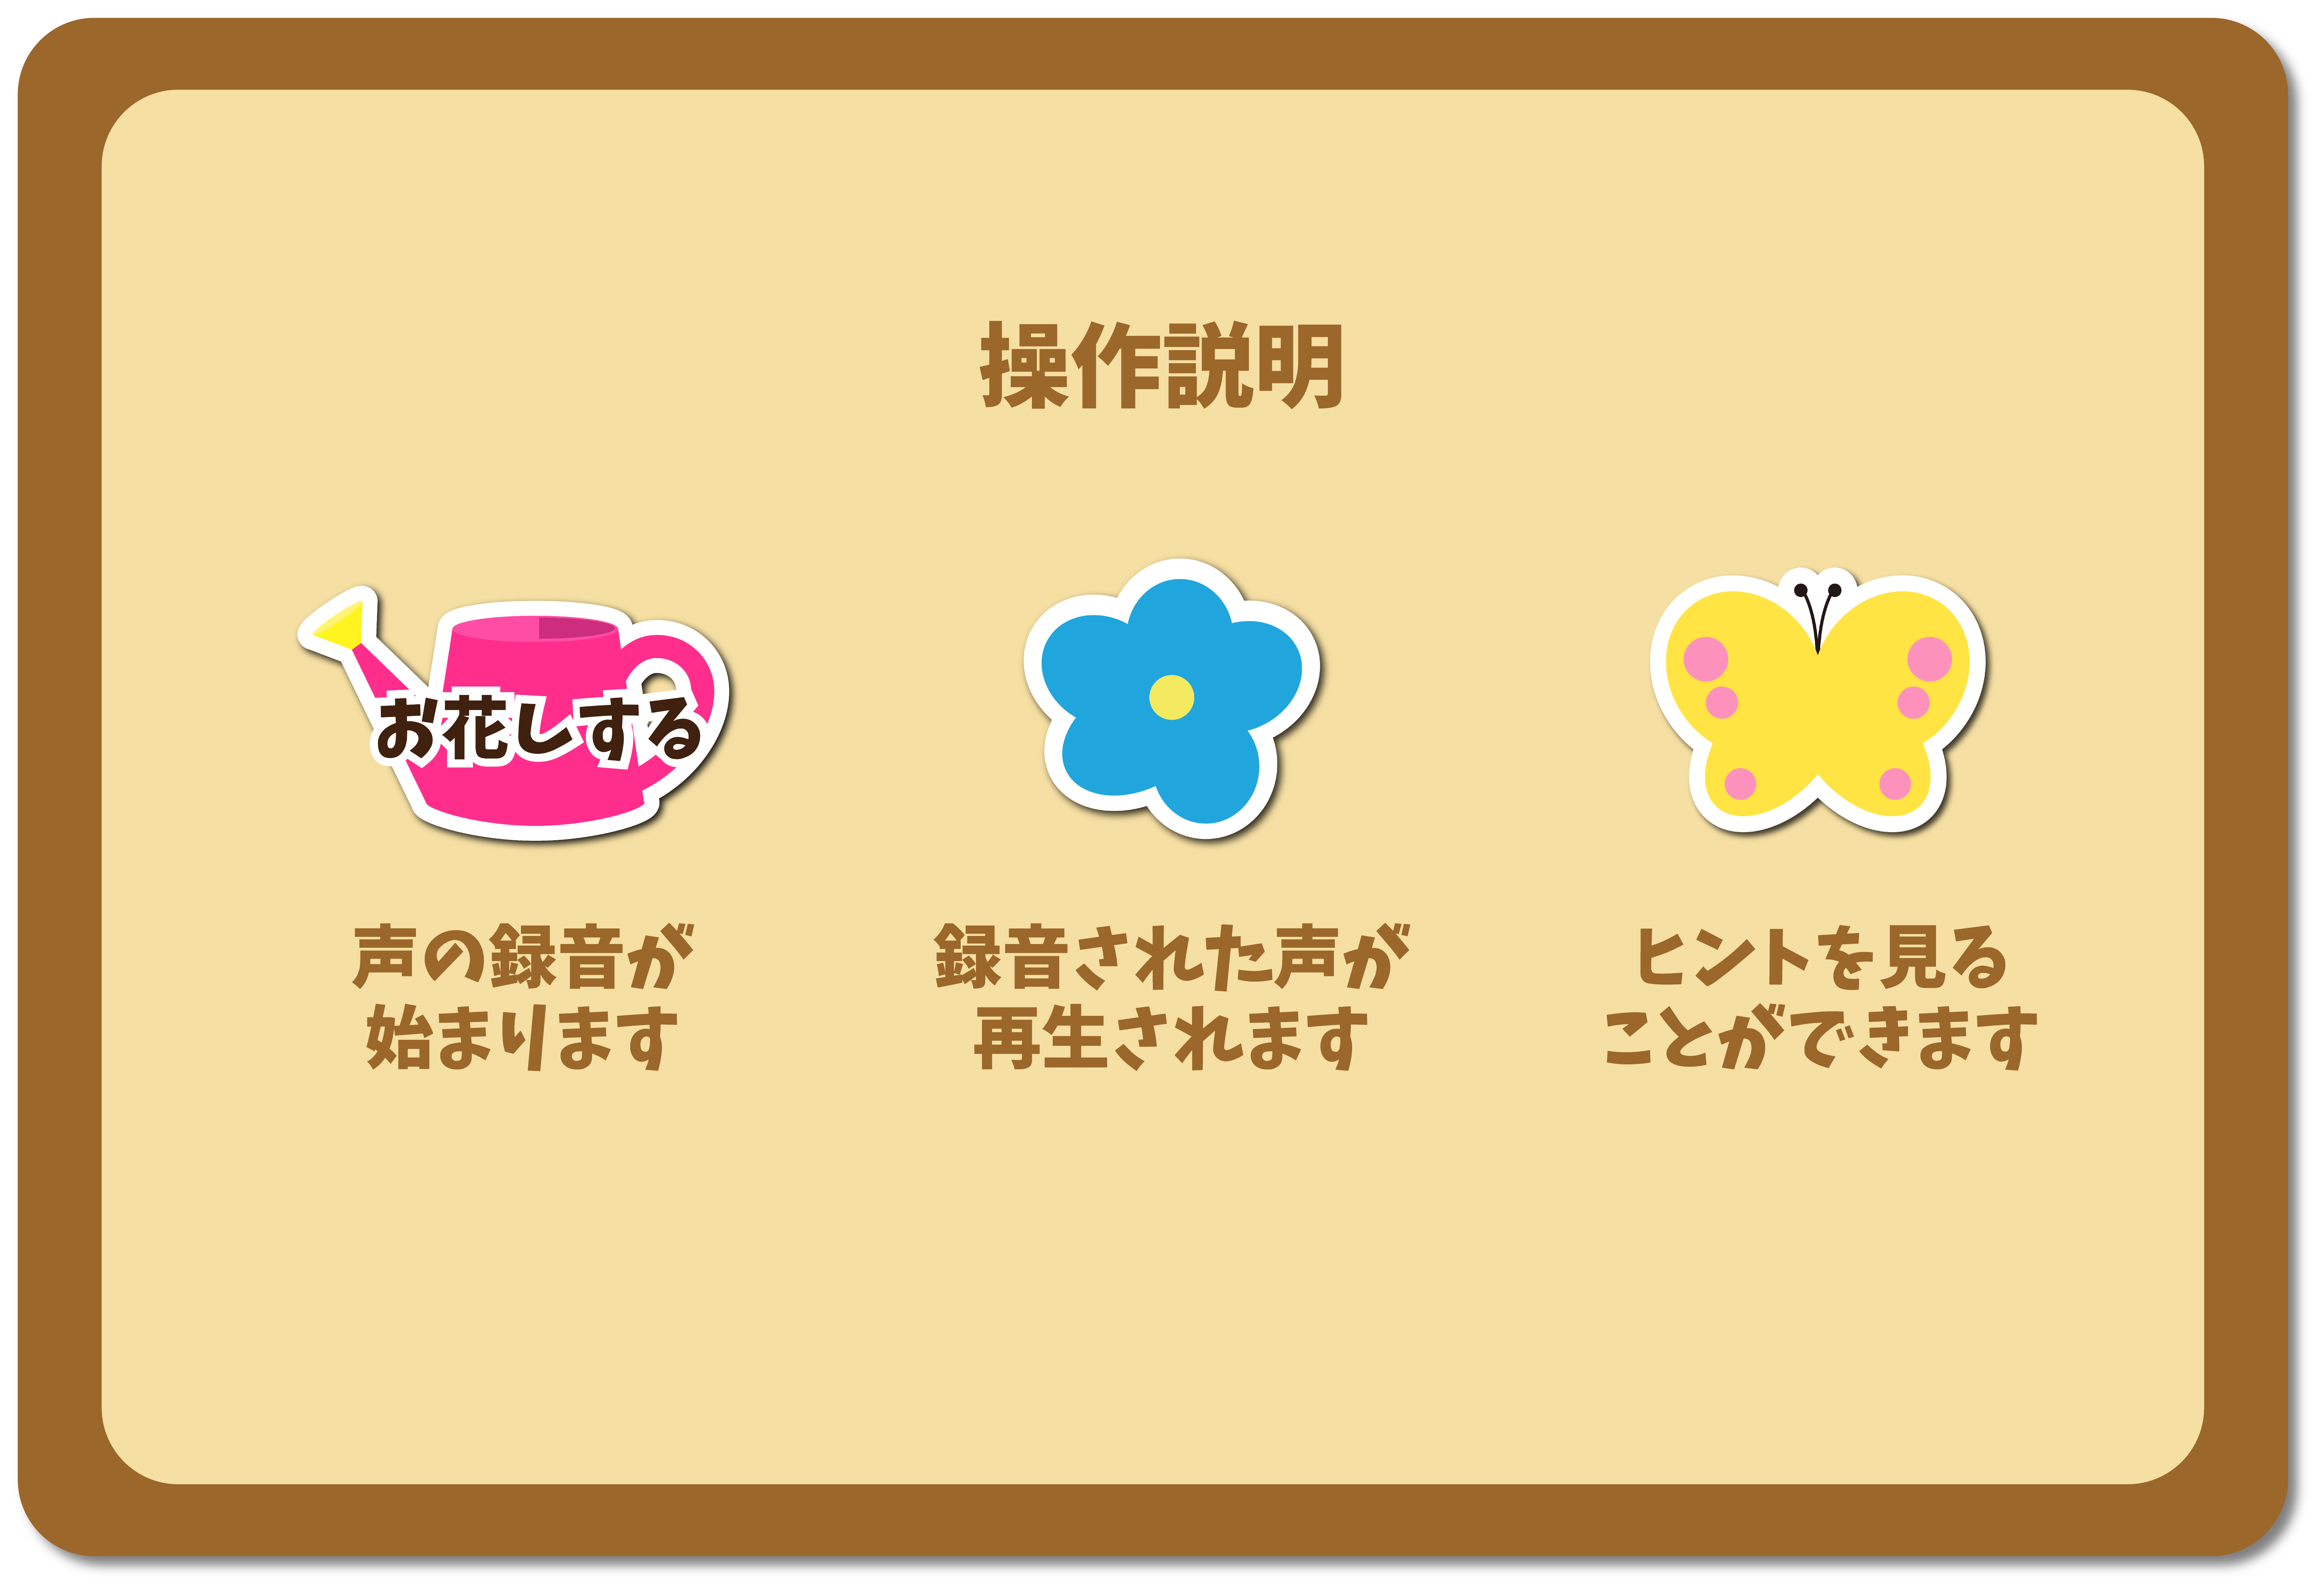 操作説明
お花しする
声の録音が
始まります
録音された声が
再生されます
ヒントを見る
ことができます